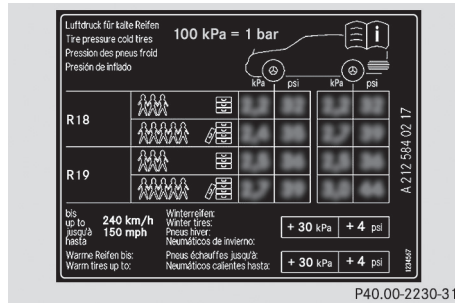 Luftdruck für kalte Reifen
Tire pressure cold tires
Pression des pneus froid
Presión de inflado
100 kPa = 1 bar
i
kPa psi kPa psi
R18
R19
A 212 584 02 17
bis
up to
jusqu'à
hasta
240 km/h
150 mph
Winterreifen:
Winter tires:
Pneus hiver:
Neumáticos de invierno:
+ 30 kPa + 4 psi
Warme Reifen bis:
Warm tires up to:
Pneus échauffés jusqu'à:
Neumáticos calientes hasta:
+ 30 kPa + 4 psi
1234567
P40.00-2230-31